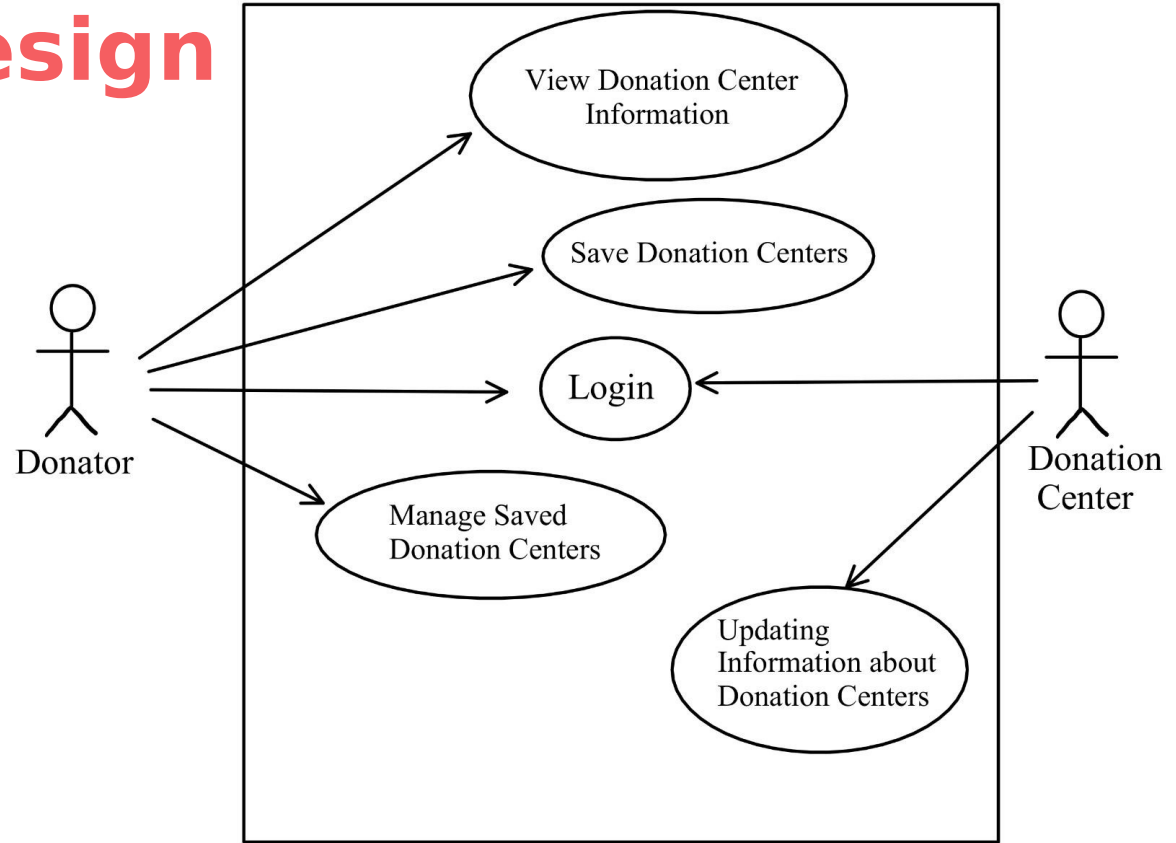 esign
View Donation Center
Information
Save Donation Centers
Login
Donator
Donation
Center
Manage Saved
Donation Centers
Updating
Information about
Donation Centers